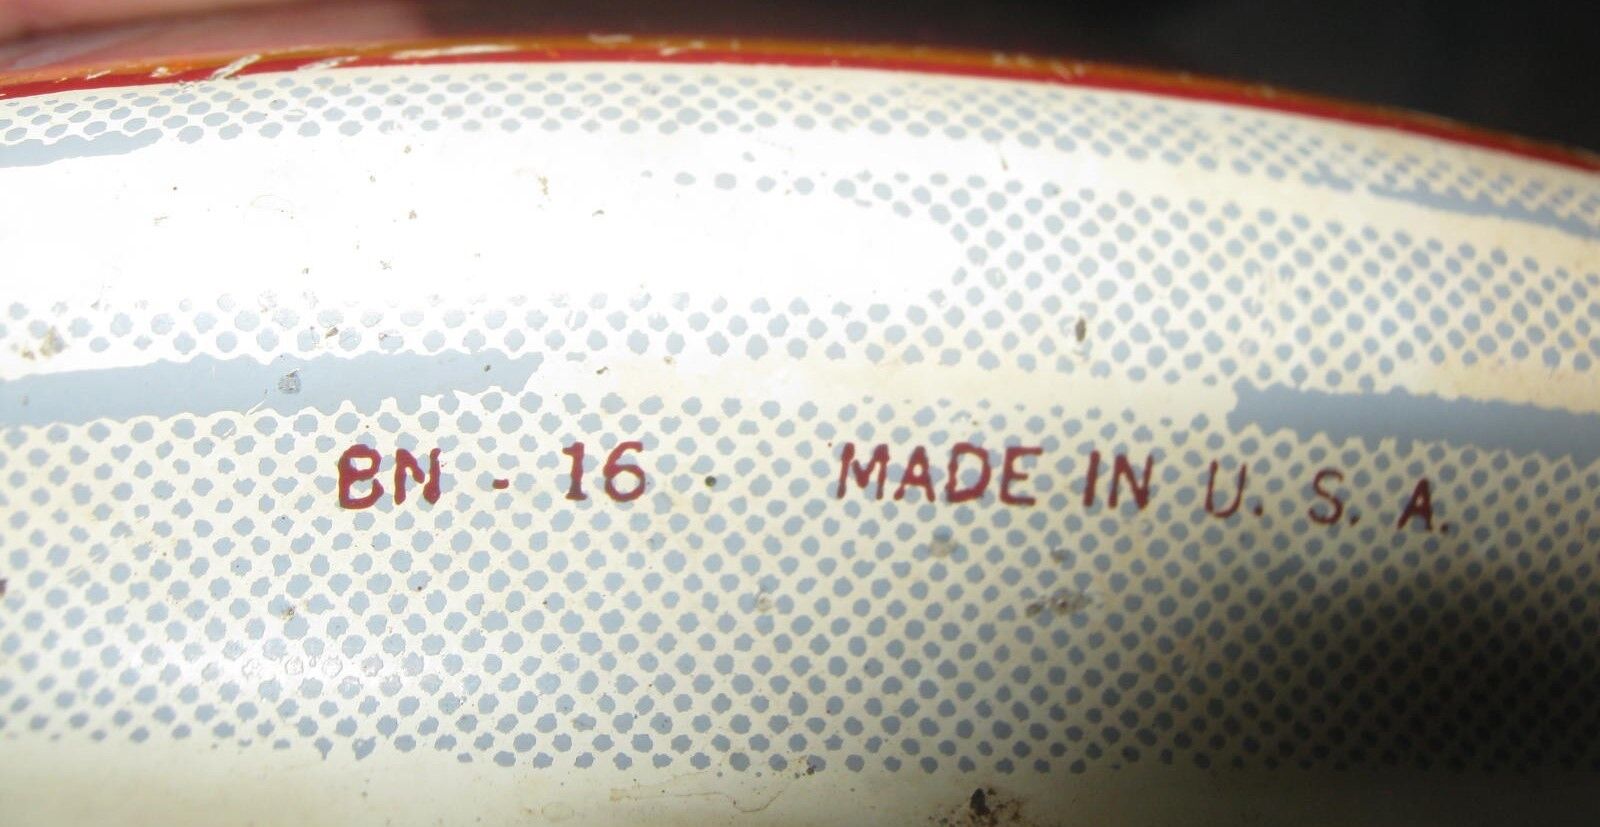 BN - 16 MADE IN U. S. A.